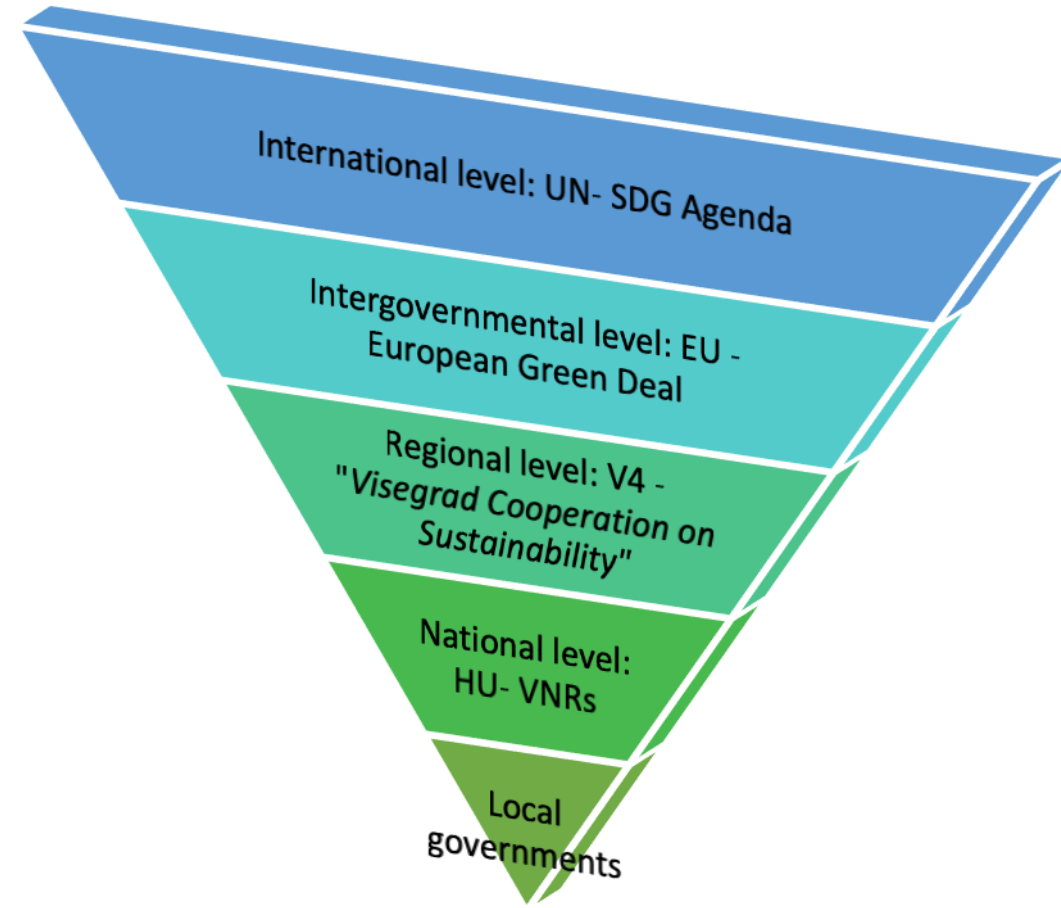 International level: UN- SDG Agenda
Intergovernmental level: EU -
European Green Deal
Regional level: V4 -
"Visegrad Cooperation on
Sustainability"
National level:
HU- VNRs
Local
governments